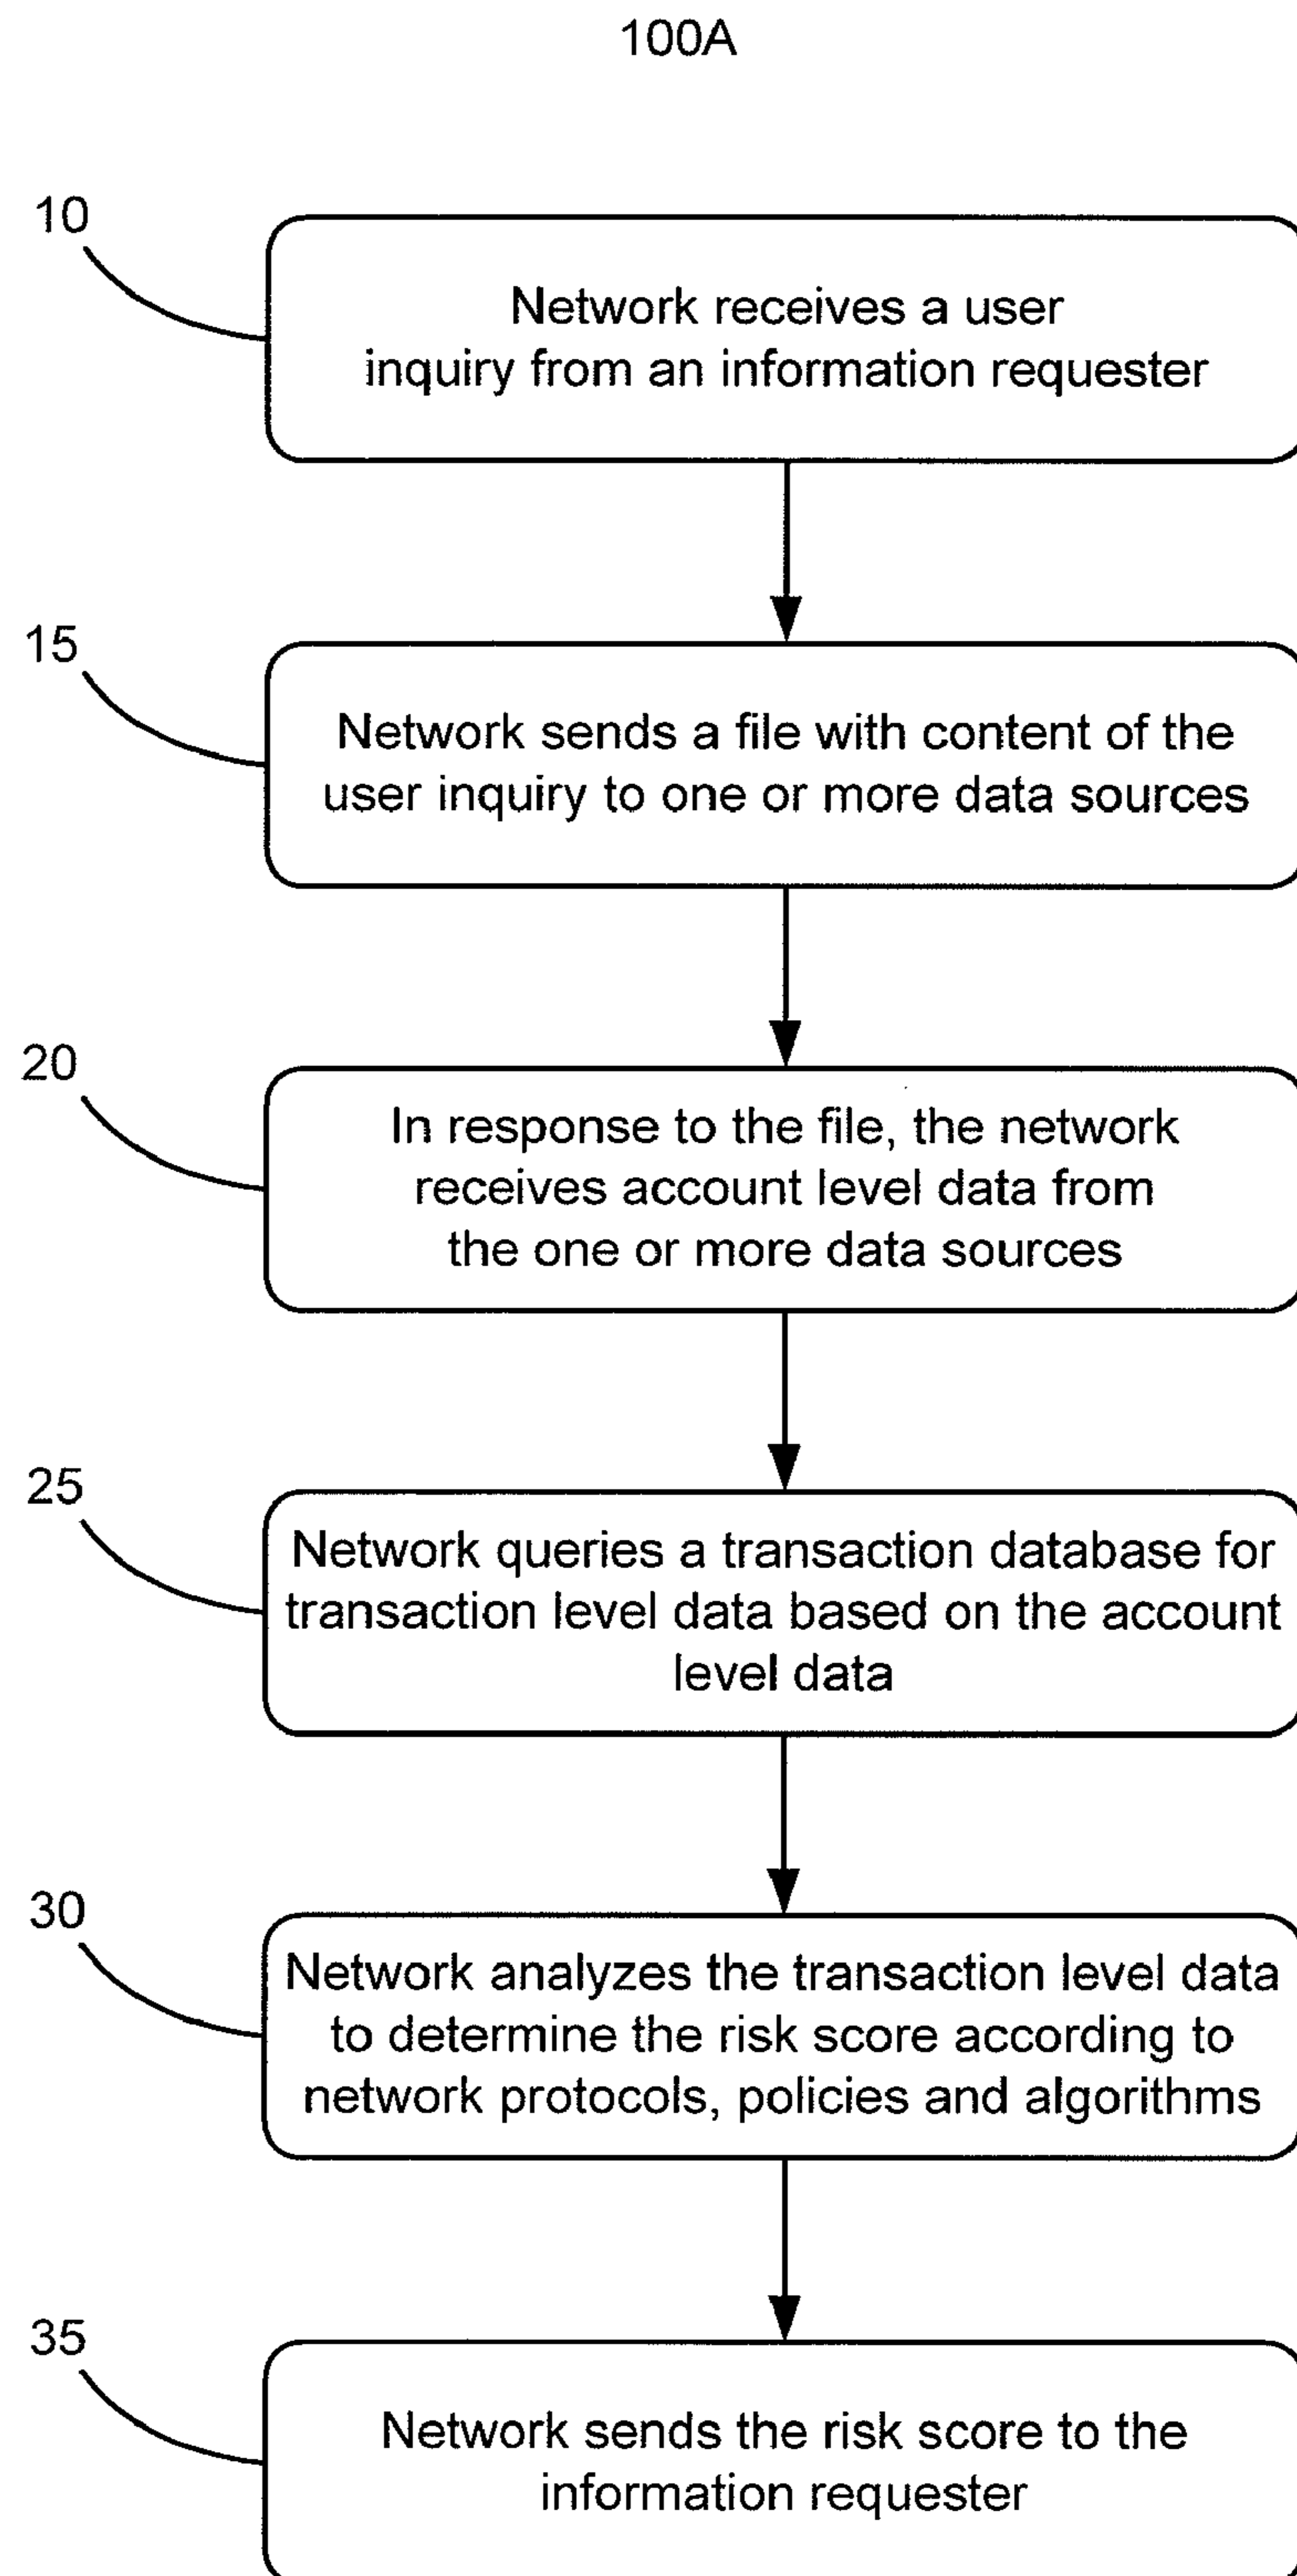 100A
10
Network receives a user
inquiry from an information requester
15
Network sends a file with content of the
user inquiry to one or more data sources
20
In response to the file, the network
receives account level data from
the one or more data sources
25
Network queries a transaction database for
transaction level data based on the account
level data
30
Network analyzes the transaction level data
to determine the risk score according to
network protocols, policies and algorithms
35
Network sends the risk score to the
information requester